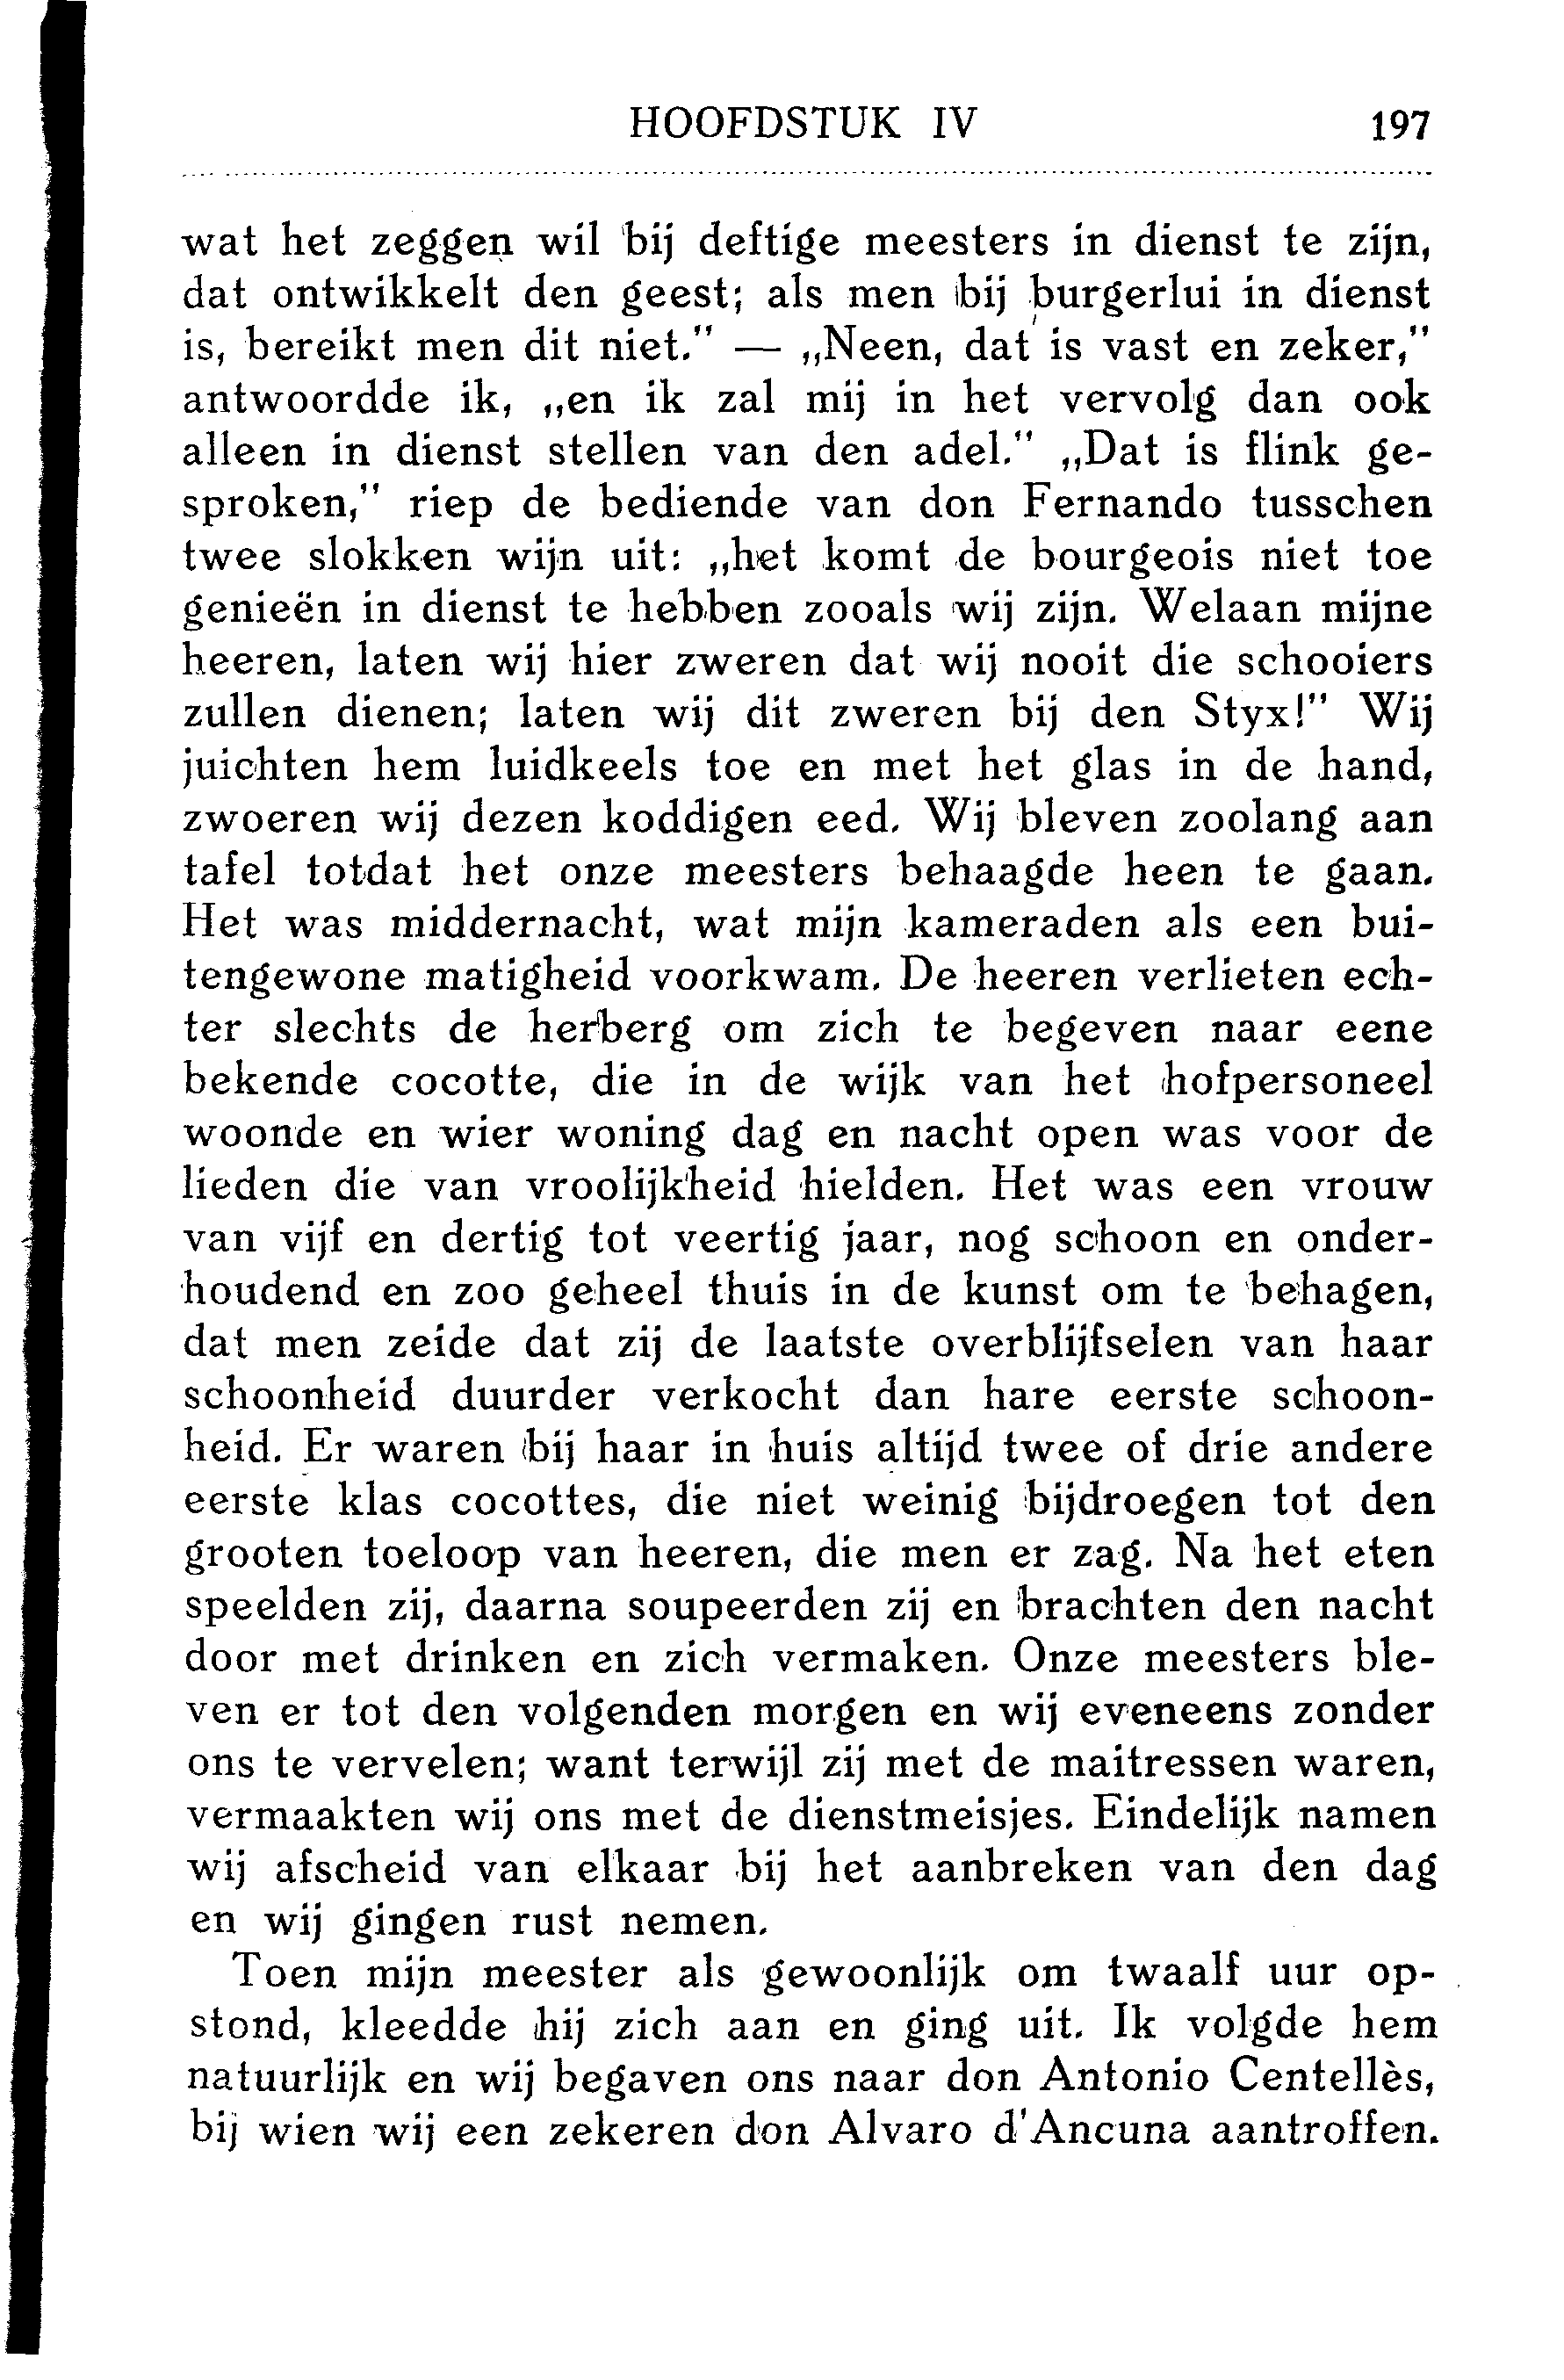 HOOFDSTUK IV 197
wat het zeggen wil bij deftige meesters in dienst te zijn,
dat ontwikkelt den geest; als men bij burgerlui in dienst
is, bereikt men dit niet." — „Neen, dat is vast en zeker,"
antwoordde ik, „en ik zal mij in het vervolg dan ook
alleen in dienst stellen van den adel." „Dat is flink ge-
sproken," riep de bediende van don Fernando tusschen
twee slokken wijn uit: „het komt de bourgeois niet toe
genieën in dienst te hebben zooals wij zijn. Welaan mijne
heeren, laten wij hier zweren dat wij nooit die schooiers
zullen dienen; laten wij dit zweren bij den Styx!" Wij
juichten hem luidkeels toe en met het glas in de hand,
zwoeren wij dezen koddigen eed. Wij bleven zoolang aan
tafel totdat het onze meesters behaagde heen te gaan.
Het was middernacht, wat mijn kameraden als een bui-
tengewone matigheid voorkwam. De heeren verlieten ech-
ter slechts de herberg om zich te begeven naar eene
bekende cocotte, die in de wijk van het hofpersoneel
woonde en wier woning dag en nacht open was voor de
lieden die van vroolijkheid hielden. Het was een vrouw
van vijf en dertig tot veertig jaar, nog schoon en onder-
houdend en zoo geheel thuis in de kunst om te behagen,
dat men zeide dat zij de laatste overblijfselen van haar
schoonheid duurder verkocht dan hare eerste schoon-
heid. Er waren bij haar in huis altijd twee of drie andere
eerste klas cocottes, die niet weinig bijdroegen tot den
grooten toeloop van heeren, die men er zag. Na het eten
speelden zij, daarna soupeerden zij en brachten den nacht
door met drinken en zich vermaken. Onze meesters ble-
ven er tot den volgenden morgen en wij eveneens zonder
ons te vervelen; want terwijl zij met de maitressen waren,
vermaakten wij ons met de dienstmeisjes. Eindelijk namen
wij afscheid van elkaar bij het aanbreken van den dag
en wij gingen rust nemen.
Toen mijn meester als gewoonlijk om twaalf uur op-
stond, kleedde hij zich aan en ging uit. Ik volgde hem
natuurlijk en wij begaven ons naar don Antonio Centellès,
bij wien wij een zekeren don Alvaro d'Ancuna aantroffen.